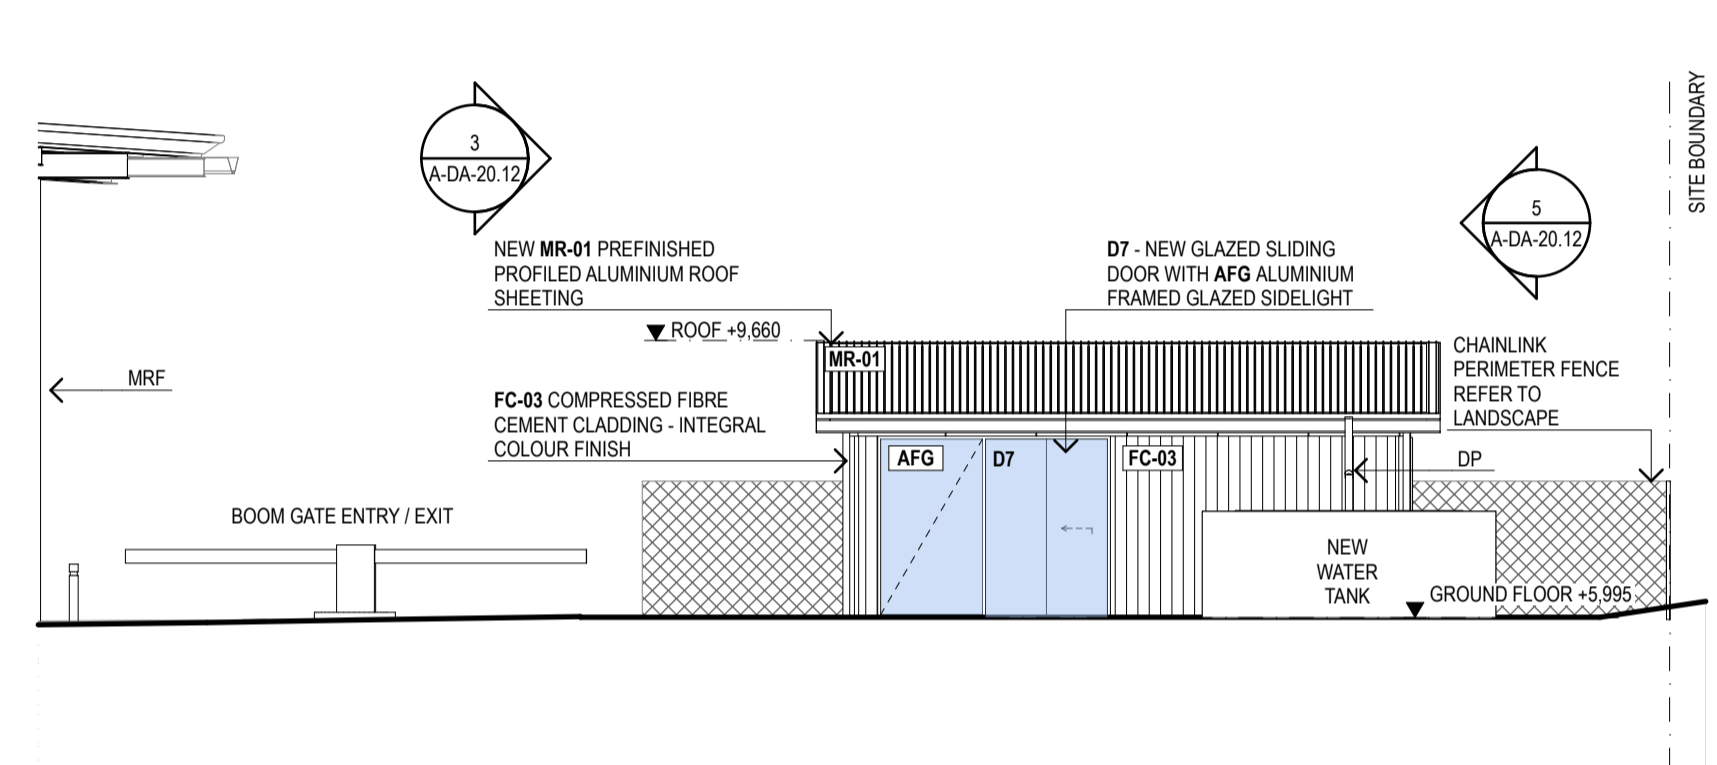 SITE BOUNDARY
3
A-DA-20.12
5
A-DA-20.12
NEW MR-01 PREFINISHED
PROFILED ALUMINIUM ROOF
SHEETING
D7 - NEW GLAZED SLIDING
DOOR WITH AFG ALUMINIUM
FRAMED GLAZED SIDELIGHT
ROOF +9,660
MR-01
CHAINLINK
PERIMETER FENCE
REFER TO
LANDSCAPE
MRF
FC-03 COMPRESSED FIBRE
CEMENT CLADDING - INTEGRAL
COLOUR FINISH
AFG
D7
FC-03
DP
BOOM GATE ENTRY / EXIT
NEW
WATER
TANK
GROUND FLOOR +5,995